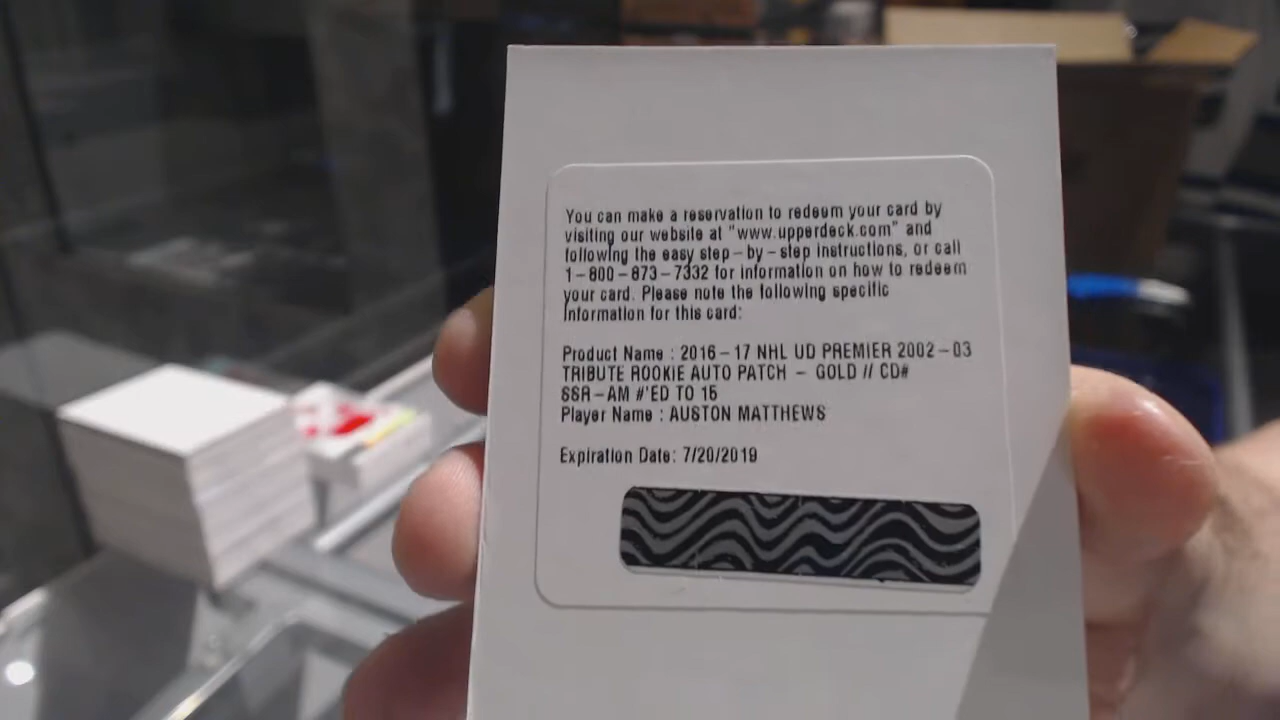 You can make a reservation to redeem your card by
visiting our website at "www.upperdeck.com" and
following the easy step-by-step instructions, or call
1-800-873-7332 for information on how to redeem
your card. Please note the following specific
information for this card:
Product Name : 2016-17 NHL UD PREMIER 2002-03
TRIBUTE ROOKIE AUTO PATCH - GOLD // CD#
SSR-AM #'ED TO 15
Player Name : AUSTON MATTHEWS
Expiration Date: 7/20/2019